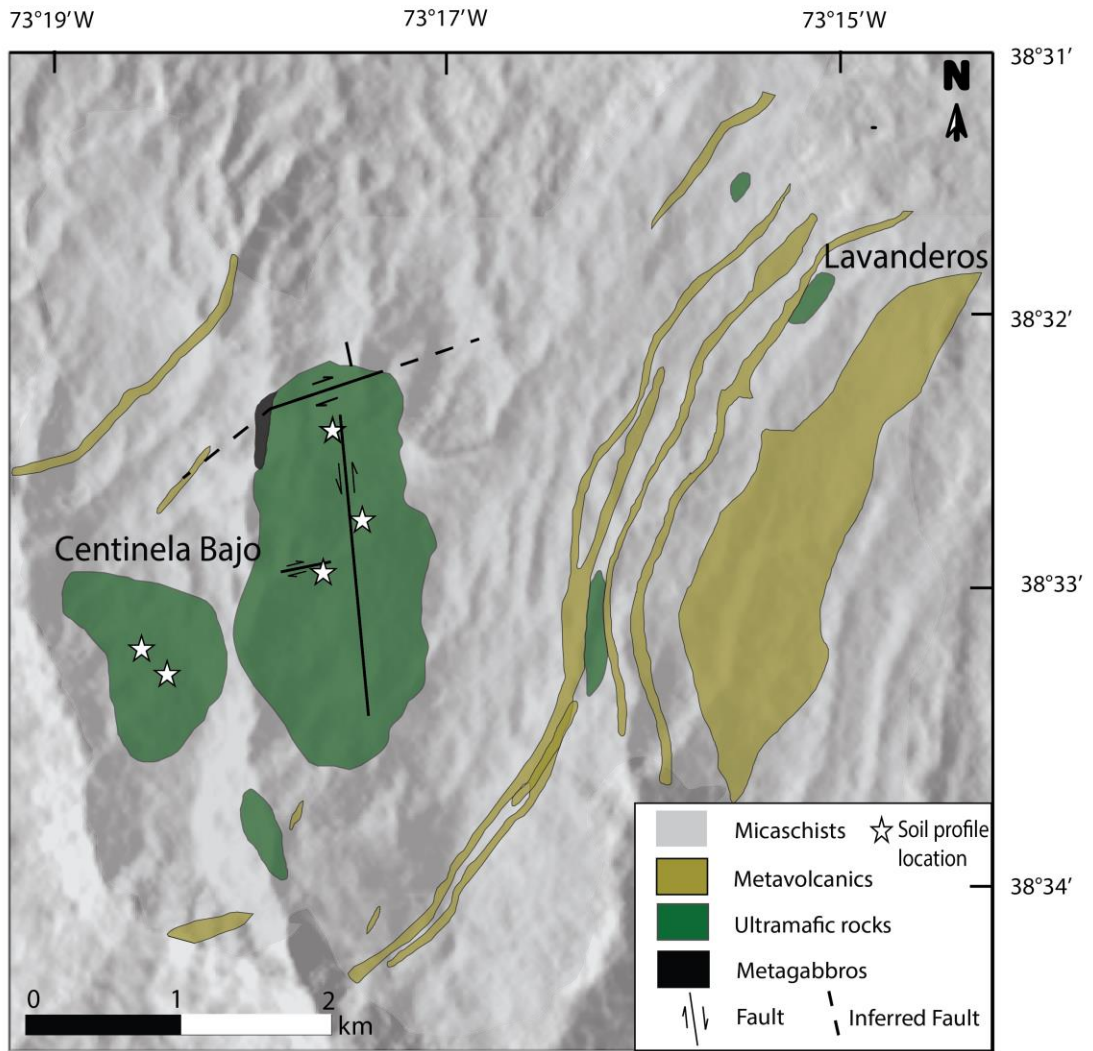 73°19′W
73°17′W
73°15′W
38°31′
N
Lavanderos
38°32′
Centinela Bajo
38°33′
38°34′
Micaschists
Soil profile
location
Metavolcanics
Ultramafic rocks
Metagabbros
Fault
Inferred Fault
0 1 2
km